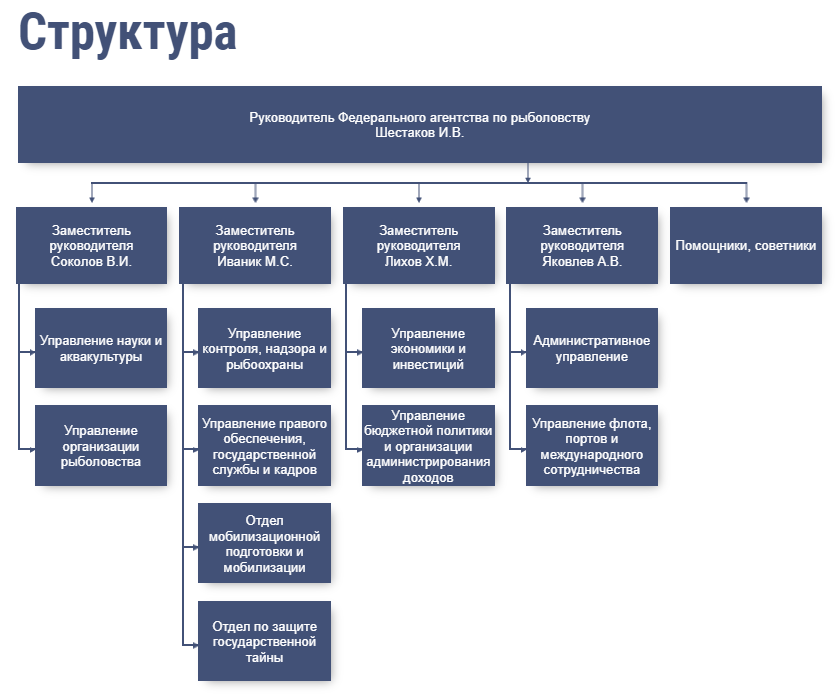 Структура
Руководитель Федерального агентства по рыболовству
Шестаков И.В.
Заместитель
руководителя
Соколов В.И.
Заместитель
руководителя
Иваник М.С.
Заместитель
руководителя
Лихов Х.М.
Заместитель
руководителя
Яковлев А.В.
Помощники, советники
Управление науки и
аквакультуры
Управление
организации
рыболовства
Управление
контроля, надзора и
рыбоохраны
Управление правого
обеспечения,
государственной
службы и кадров
Отдел
мобилизационной
подготовки и
мобилизации
Отдел по защите
государственной
тайны
Управление
экономики и
инвестиций
Управление
бюджетной политики
и организации
администрирования
доходов
Административное
управление
Управление флота,
портов и
международного
сотрудничества